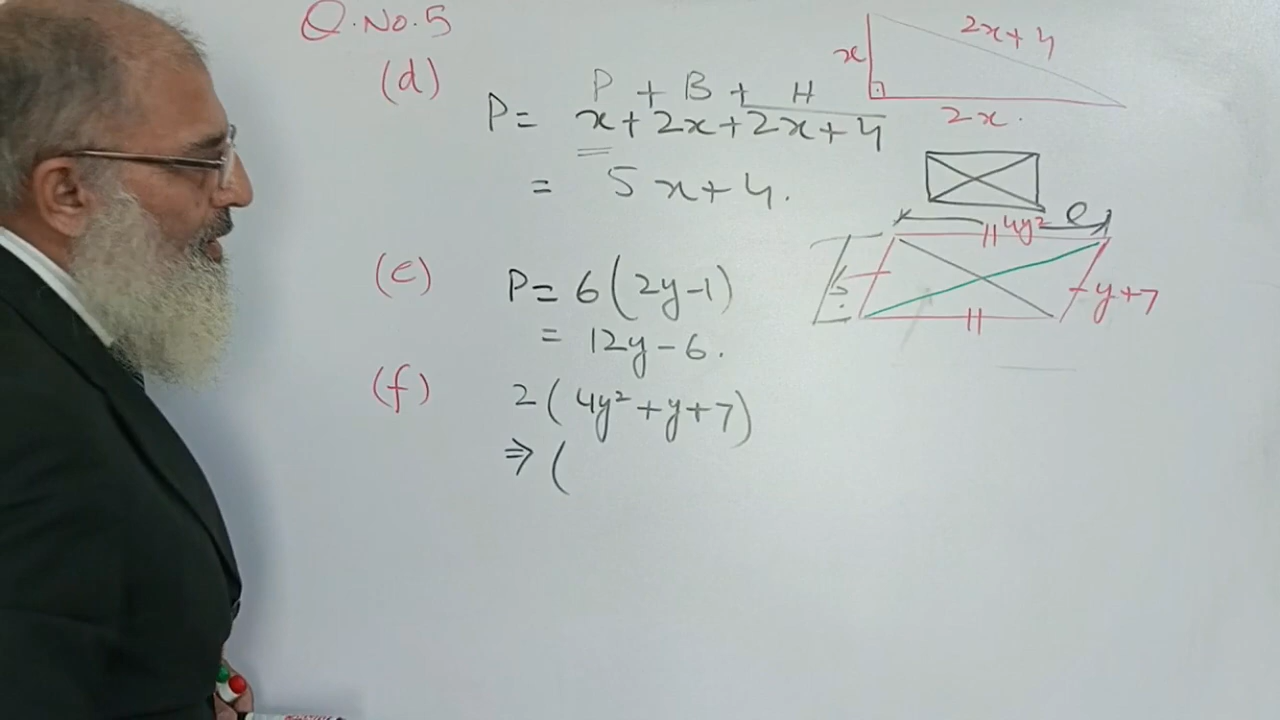 Q.No.5
(d)
P + B + H
P= x+2x+2x+4
= 5x+4.
x
2x+4
2x.
(e) P=6(2y-1)
= 12y-6.
4y²
y+7
(f) 2(4y²+y+7)
⇒(